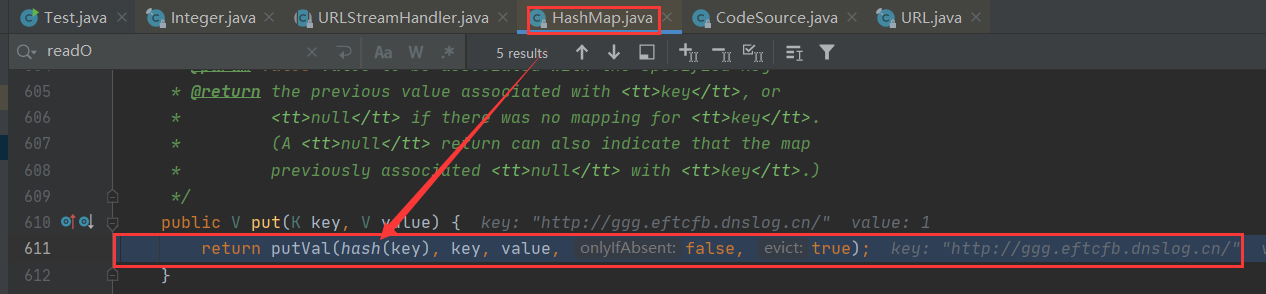 Test.java Integer.java URLStreamHandler.java HashMap.java CodeSource.java URL.java
readO Aa W .* 5 results
605 * @return the previous value associated with <tt>key</tt>, or
606 * <tt>null</tt> if there was no mapping for <tt>key</tt>.
607 * (A <tt>null</tt> return can also indicate that the map
608 * previously associated <tt>null</tt> with <tt>key</tt>.)
609 */
610 public V put(K key, V value) { key: "http://ggg.eftcfb.dnslog.cn/" value: 1
611 return putVal(hash(key), key, value, onlyIfAbsent: false, evict: true); key: "http://ggg.eftcfb.dnslog.cn/"
612 }